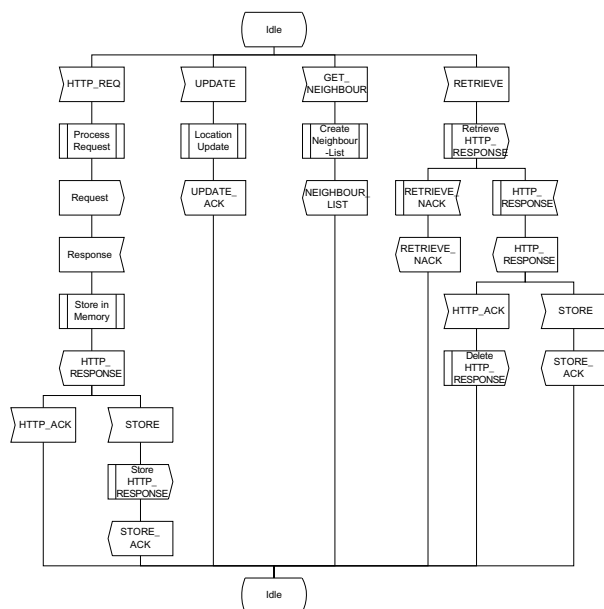 Idle
HTTP_REQ
UPDATE
GET_
NEIGHBOUR
RETRIEVE
Process
Request
Location
Update
Create
Neighbour
-List
Retrieve
HTTP_
RESPONSE
Request
UPDATE_
ACK
NEIGHBOUR_
LIST
RETRIEVE_
NACK
HTTP_
RESPONSE
Response
RETRIEVE_
NACK
HTTP_
RESPONSE
Store in
Memory
HTTP_ACK
STORE
HTTP_
RESPONSE
Delete
HTTP_
RESPONSE
STORE_
ACK
HTTP_ACK
STORE
Store
HTTP_
RESPONSE
STORE_
ACK
Idle